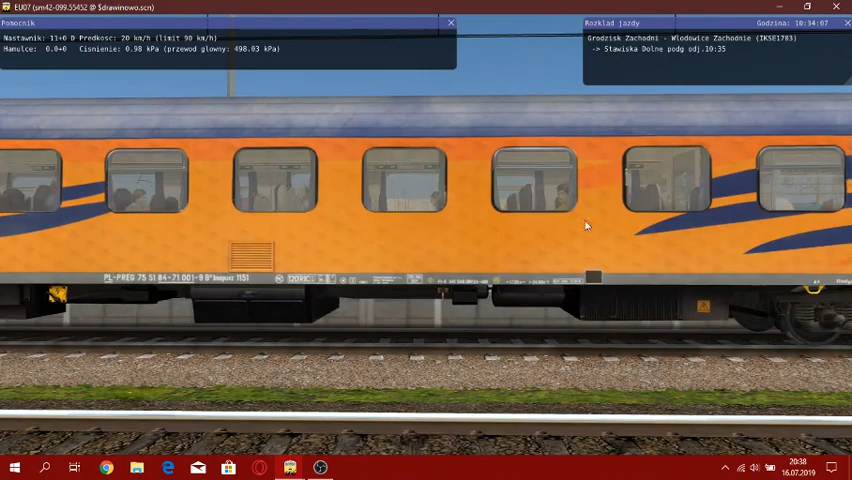 EU07 (sm42-099.55452 @ $drawinowo.scn)
Pomocnik
Nastawnik: 11+0 D Predkosc: 20 km/h (limit 90 km/h)
Hamulce: 0.0+0 Cisnienie: 0.98 kPa (przewod glowny: 498.03 kPa)
Rozklad jazdy Godzina: 10:34:07
Grodzisk Zachodni - Wlodowice Zachodnie (IKSE1783)
-> Stawiska Dolne podg odj.10:35
PL-PREG 75 51 84-71 001-9 1151
20:38
16.07.2019